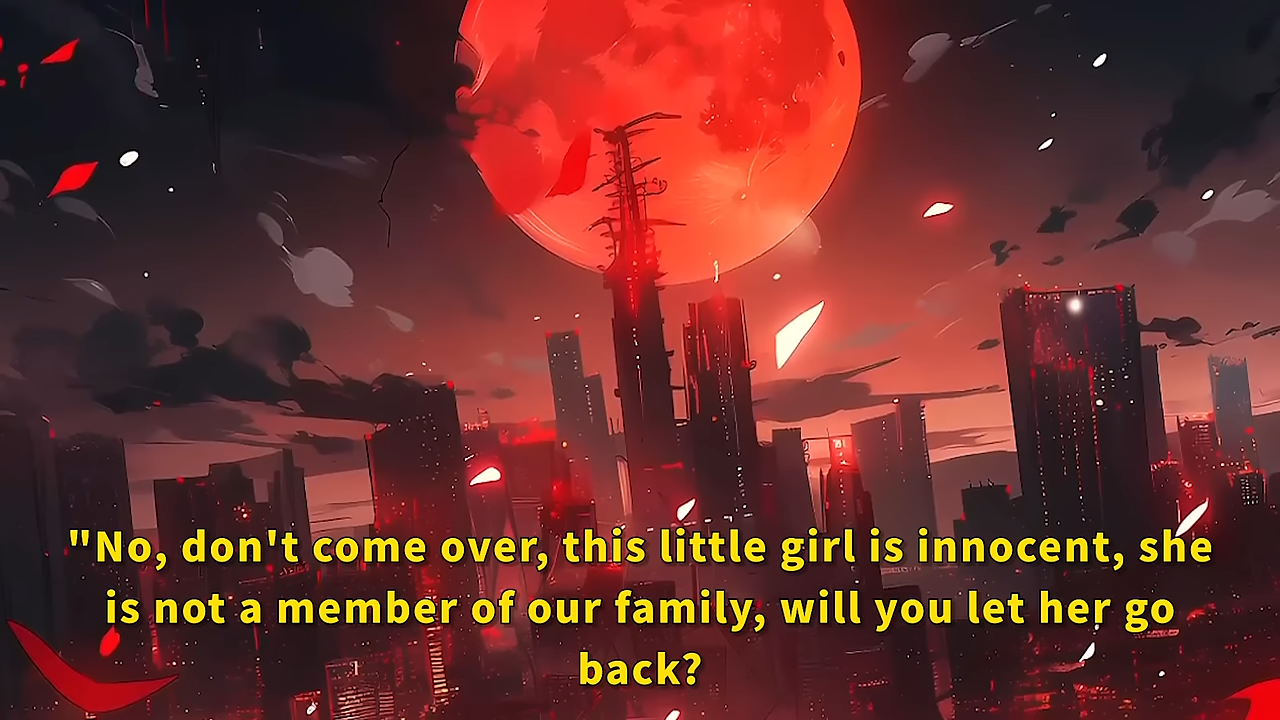 "No, don't come over, this little girl is innocent, she
is not a member of our family, will you let her go
back?